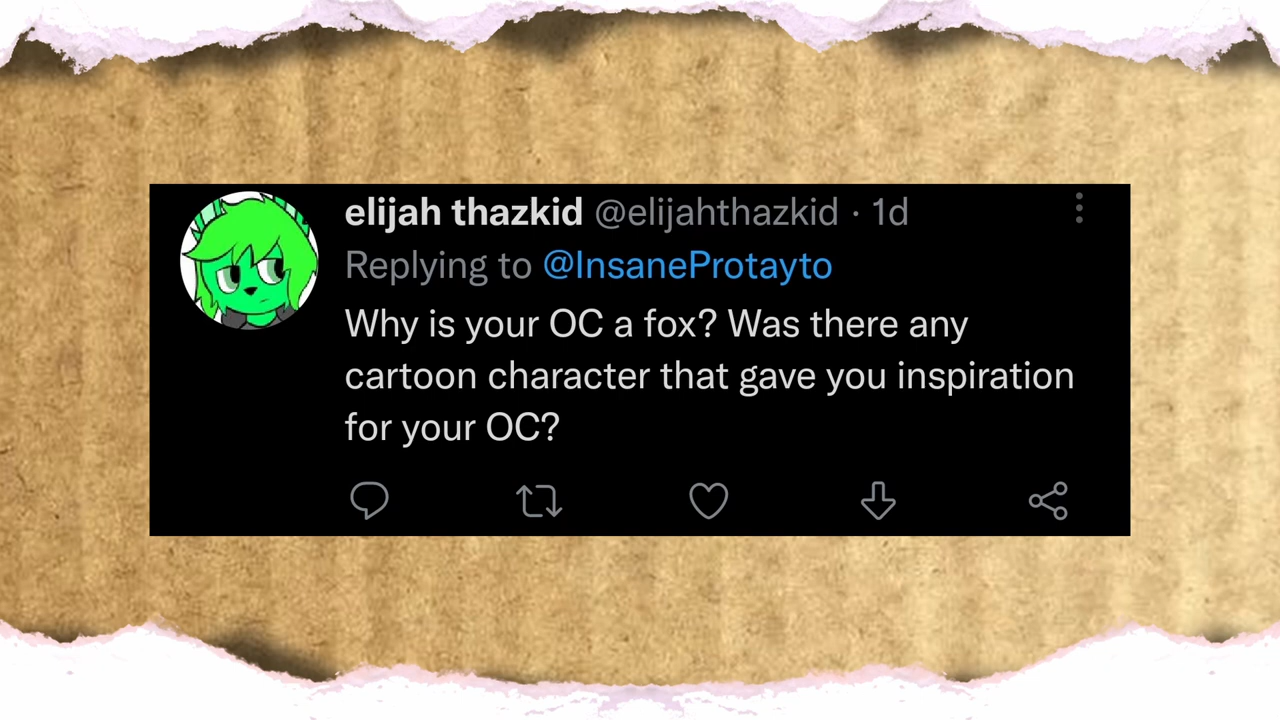 elijah thazkid @elijahthazkid · 1d
Replying to @InsaneProtayto
Why is your OC a fox? Was there any
cartoon character that gave you inspiration
for your OC?